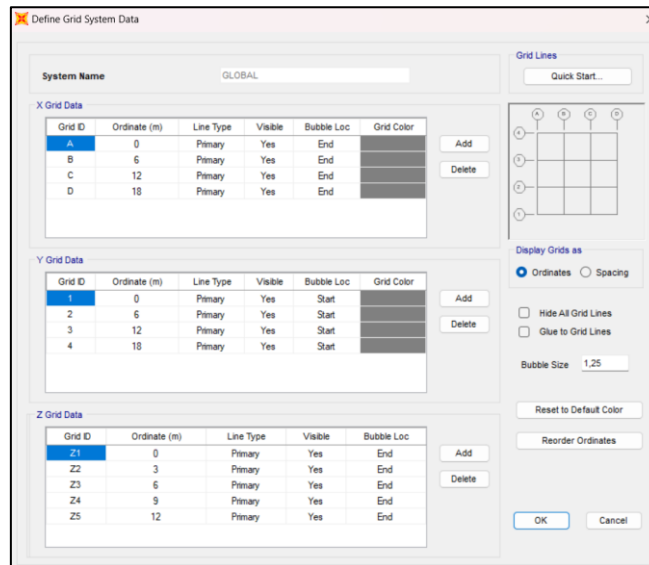 Define Grid System Data
System Name GLOBAL
Grid Lines
Quick Start...
X Grid Data
Grid ID Ordinate (m) Line Type Visible Bubble Loc Grid Color
A 0 Primary Yes End
B 6 Primary Yes End
C 12 Primary Yes End
D 18 Primary Yes End
Add
Delete
A B C D
4
3
2
1
Y Grid Data
Grid ID Ordinate (m) Line Type Visible Bubble Loc Grid Color
1 0 Primary Yes Start
2 6 Primary Yes Start
3 12 Primary Yes Start
4 18 Primary Yes Start
Add
Delete
Display Grids as
Ordinates Spacing
Hide All Grid Lines
Glue to Grid Lines
Bubble Size 1,25
Z Grid Data
Grid ID Ordinate (m) Line Type Visible Bubble Loc
Z1 0 Primary Yes End
Z2 3 Primary Yes End
Z3 6 Primary Yes End
Z4 9 Primary Yes End
Z5 12 Primary Yes End
Add
Delete
Reset to Default Color
Reorder Ordinates
OK Cancel